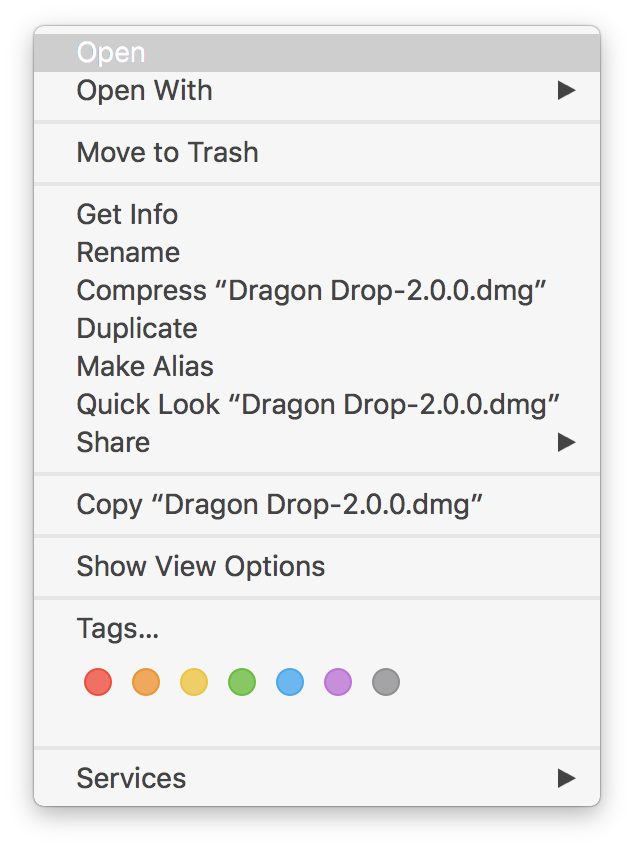 Open
Open With
Move to Trash
Get Info
Rename
Compress “Dragon Drop-2.0.0.dmg”
Duplicate
Make Alias
Quick Look “Dragon Drop-2.0.0.dmg”
Share
Copy “Dragon Drop-2.0.0.dmg”
Show View Options
Tags...
Services